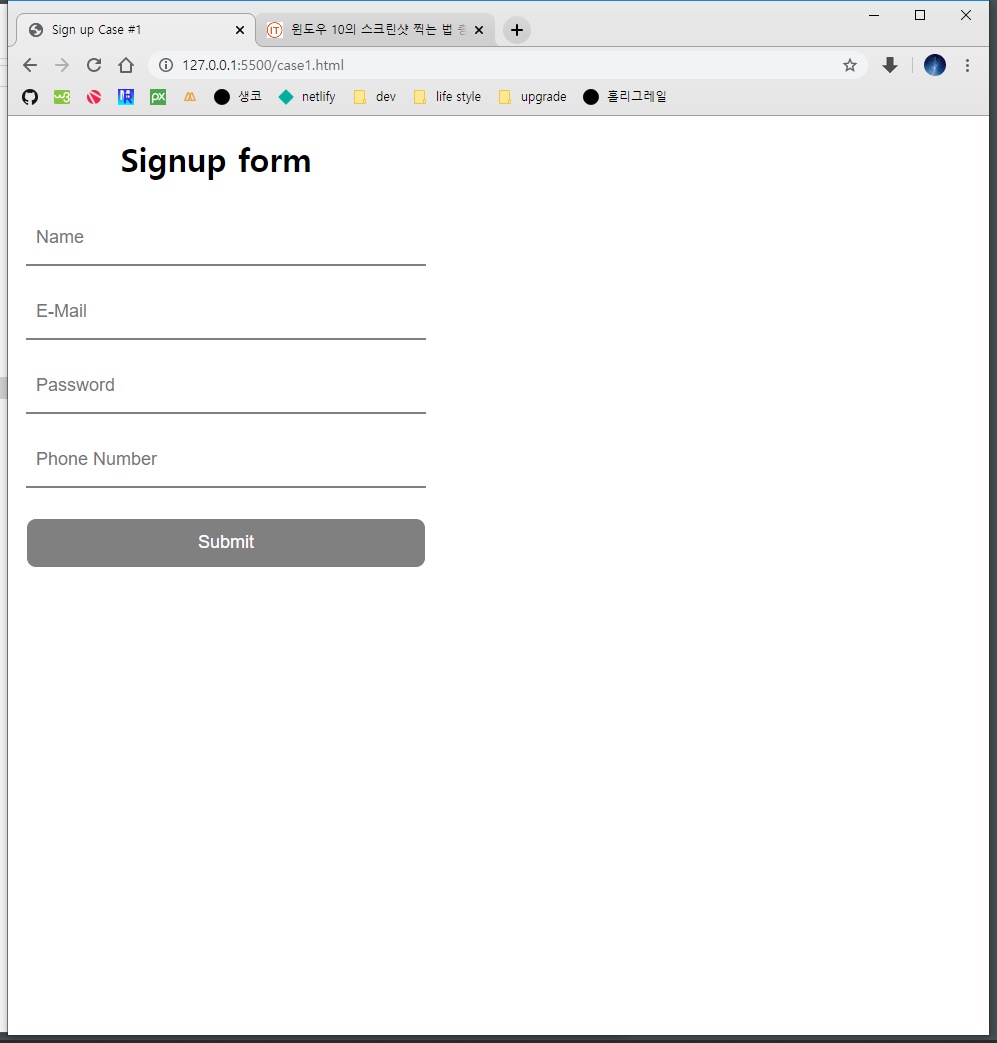 Sign up Case #1
윈도우 10의 스크린샷 찍는 법
127.0.0.1:5500/case1.html
생코 netlify dev life style upgrade 홀리그레일
Signup form
Name
E-Mail
Password
Phone Number
Submit